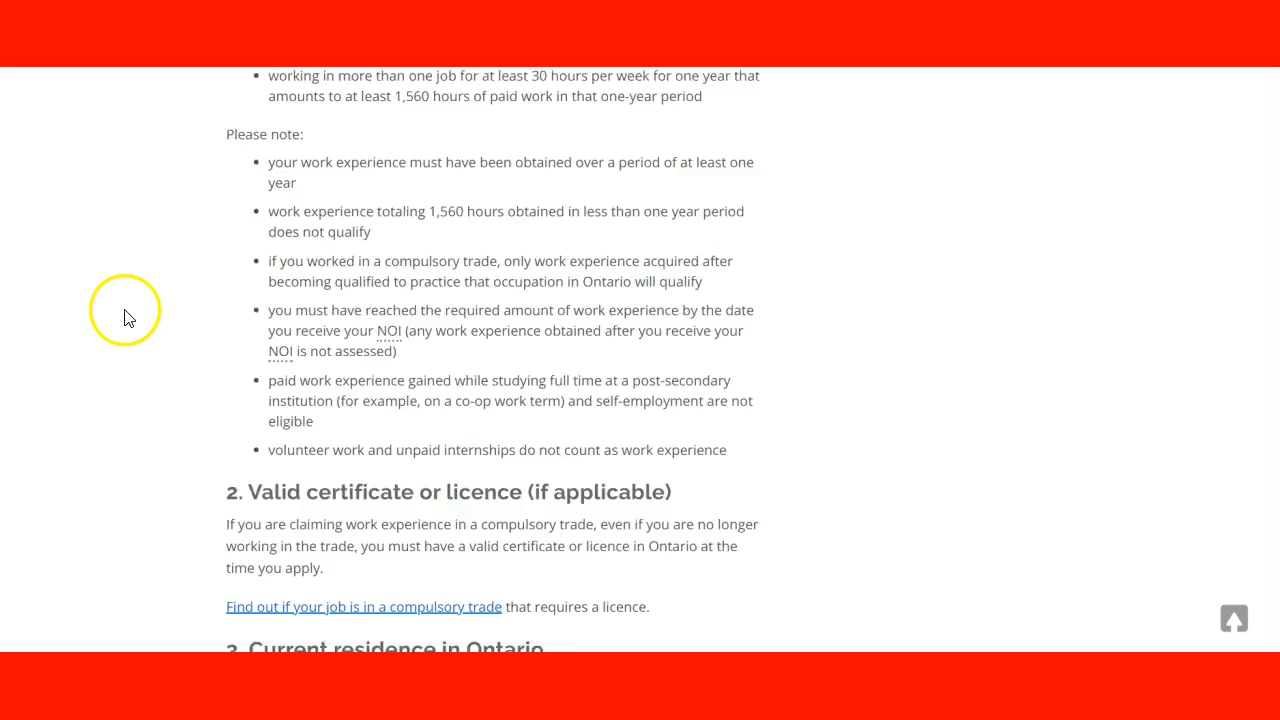 working in more than one job for at least 30 hours per week for one year that
amounts to at least 1,560 hours of paid work in that one-year period
Please note:
your work experience must have been obtained over a period of at least one
year
work experience totaling 1,560 hours obtained in less than one year period
does not qualify
if you worked in a compulsory trade, only work experience acquired after
becoming qualified to practice that occupation in Ontario will qualify
you must have reached the required amount of work experience by the date
you receive your NOI (any work experience obtained after you receive your
NOI is not assessed)
paid work experience gained while studying full time at a post-secondary
institution (for example, on a co-op work term) and self-employment are not
eligible
volunteer work and unpaid internships do not count as work experience
2. Valid certificate or licence (if applicable)
If you are claiming work experience in a compulsory trade, even if you are no longer
working in the trade, you must have a valid certificate or licence in Ontario at the
time you apply.
Find out if your job is in a compulsory trade that requires a licence.
3. Current residence in Ontario